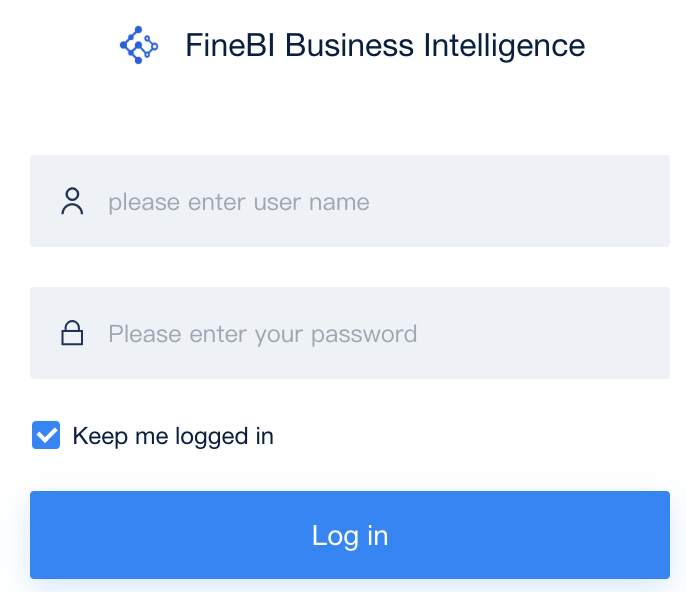 FineBI Business Intelligence
please enter user name
Please enter your password
Keep me logged in
Log in